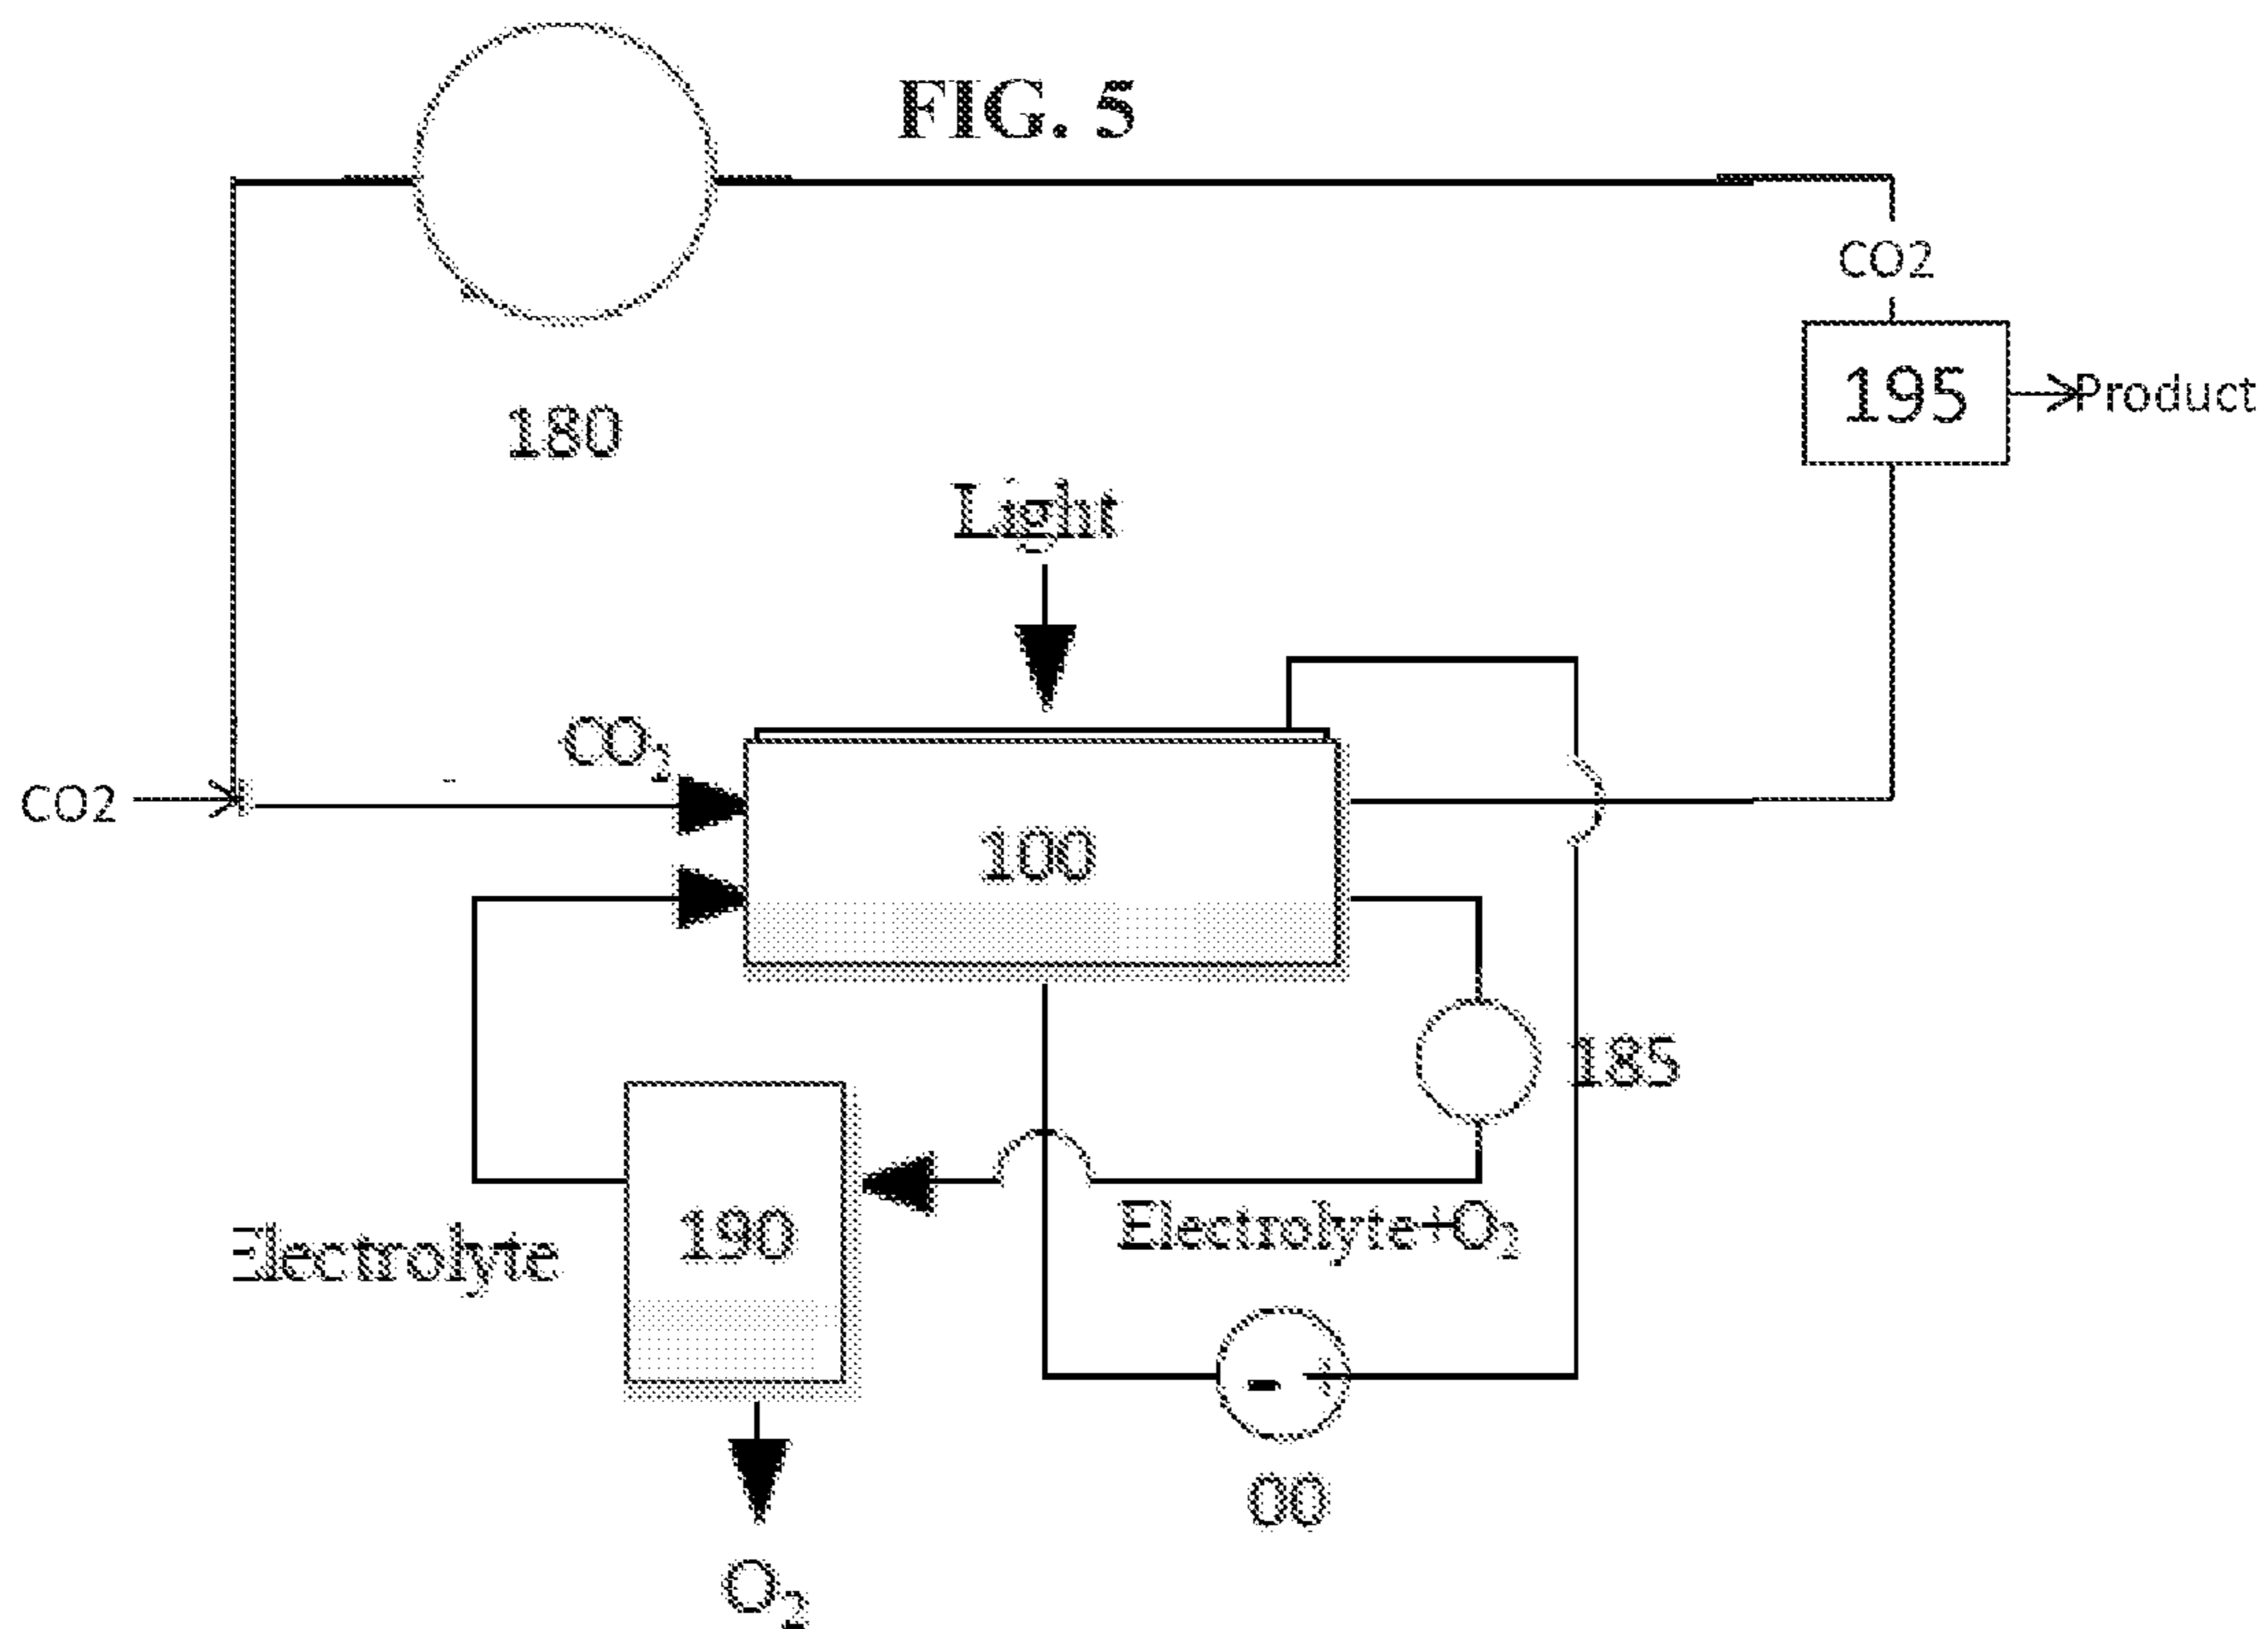 FIG. 5
CO2
195
Product
180
Light
CO₂
CO2
100
185
190
Electrolyte+O₂
Electrolyte
00
O₂